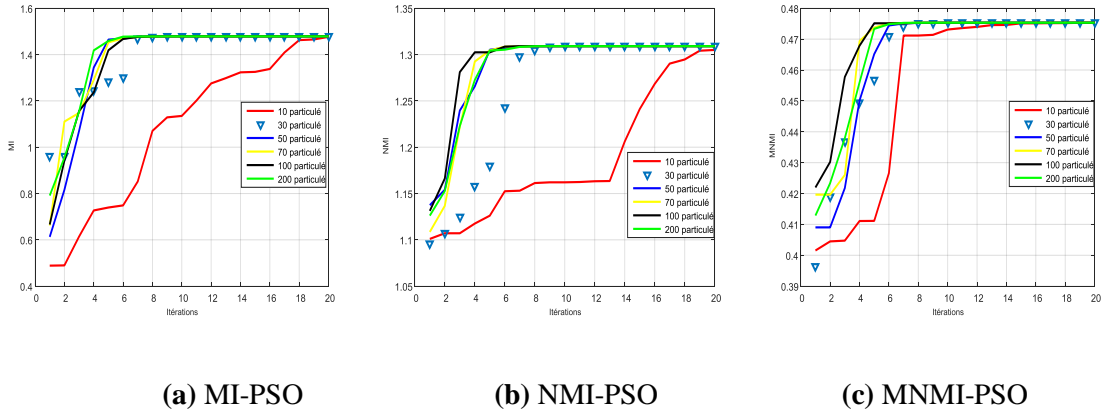 1.6
1.4
1.2
1
0.8
0.6
0.4
MI
0 2 4 6 8 10 12 14 16 18 20
Itérations
10 particulé
30 particulé
50 particulé
70 particulé
100 particulé
200 particulé
(a) MI-PSO
1.35
1.3
1.25
1.2
1.15
1.1
1.05
NMI
0 2 4 6 8 10 12 14 16 18 20
Itérations
10 particulé
30 particulé
50 particulé
70 particulé
100 particulé
200 particulé
(b) NMI-PSO
0.48
0.47
0.46
0.45
0.44
0.43
0.42
0.41
0.4
0.39
MNMI
0 2 4 6 8 10 12 14 16 18 20
Itérations
10 particulé
30 particulé
50 particulé
70 particulé
100 particulé
200 particulé
(c) MNMI-PSO